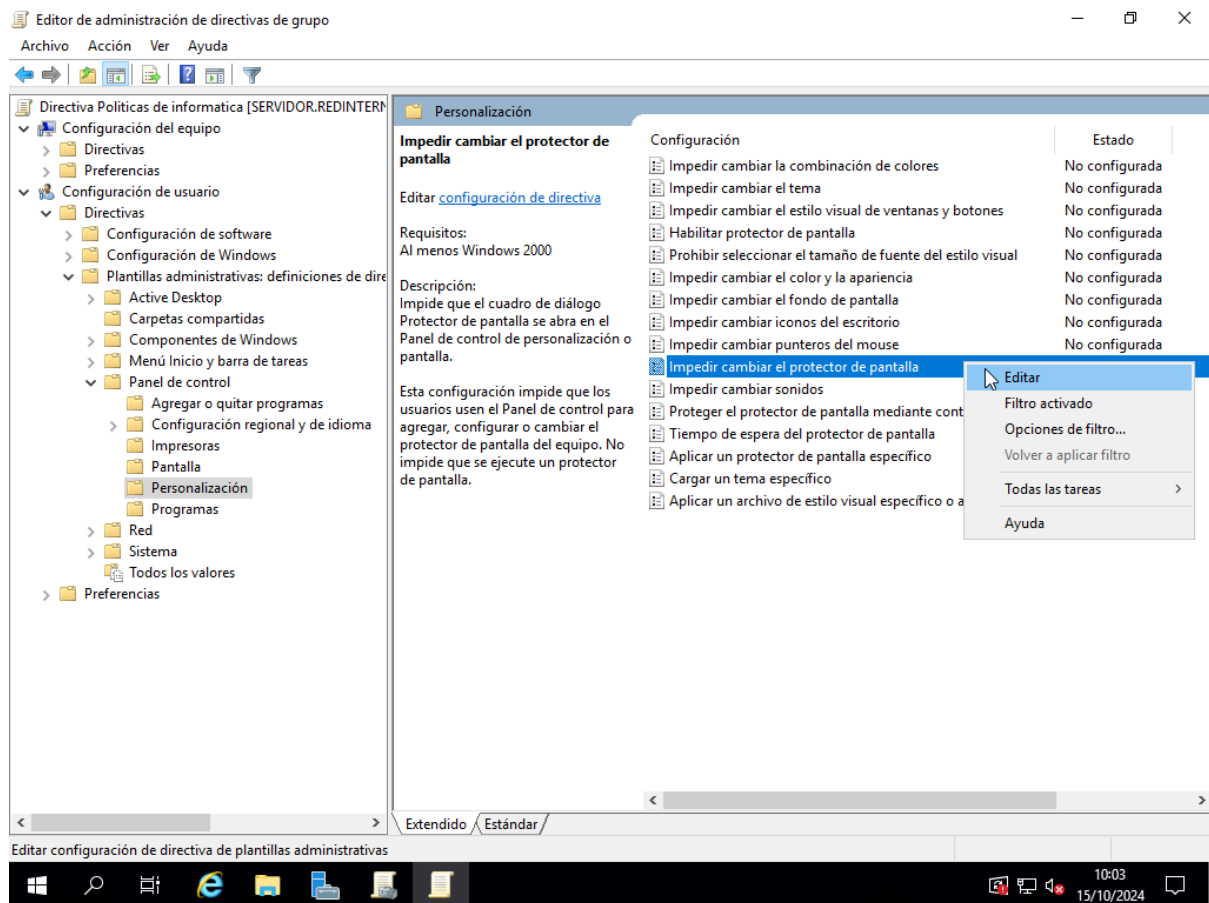 Editor de administración de directivas de grupo
Archivo Acción Ver Ayuda
Directiva Politicas de informatica [SERVIDOR.REDINTERN
Configuración del equipo
Directivas
Preferencias
Configuración de usuario
Directivas
Configuración de software
Configuración de Windows
Plantillas administrativas: definiciones de dire
Active Desktop
Carpetas compartidas
Componentes de Windows
Menú Inicio y barra de tareas
Panel de control
Agregar o quitar programas
Configuración regional y de idioma
Impresoras
Pantalla
Personalización
Programas
Red
Sistema
Todos los valores
Preferencias
Personalización
Impedir cambiar el protector de
pantalla
Editar configuración de directiva
Requisitos:
Al menos Windows 2000
Descripción:
Impide que el cuadro de diálogo
Protector de pantalla se abra en el
Panel de control de personalización o
pantalla.
Esta configuración impide que los
usuarios usen el Panel de control para
agregar, configurar o cambiar el
protector de pantalla del equipo. No
impide que se ejecute un protector
de pantalla.
Configuración Estado
Impedir cambiar la combinación de colores No configurada
Impedir cambiar el tema No configurada
Impedir cambiar el estilo visual de ventanas y botones No configurada
Habilitar protector de pantalla No configurada
Prohibir seleccionar el tamaño de fuente del estilo visual No configurada
Impedir cambiar el color y la apariencia No configurada
Impedir cambiar el fondo de pantalla No configurada
Impedir cambiar iconos del escritorio No configurada
Impedir cambiar punteros del mouse No configurada
Impedir cambiar el protector de pantalla
Impedir cambiar sonidos
Proteger el protector de pantalla mediante cont
Tiempo de espera del protector de pantalla
Aplicar un protector de pantalla específico
Cargar un tema específico
Aplicar un archivo de estilo visual específico o a
Editar
Filtro activado
Opciones de filtro...
Volver a aplicar filtro
Todas las tareas
Ayuda
Extendido Estándar
Editar configuración de directiva de plantillas administrativas
10:03
15/10/2024